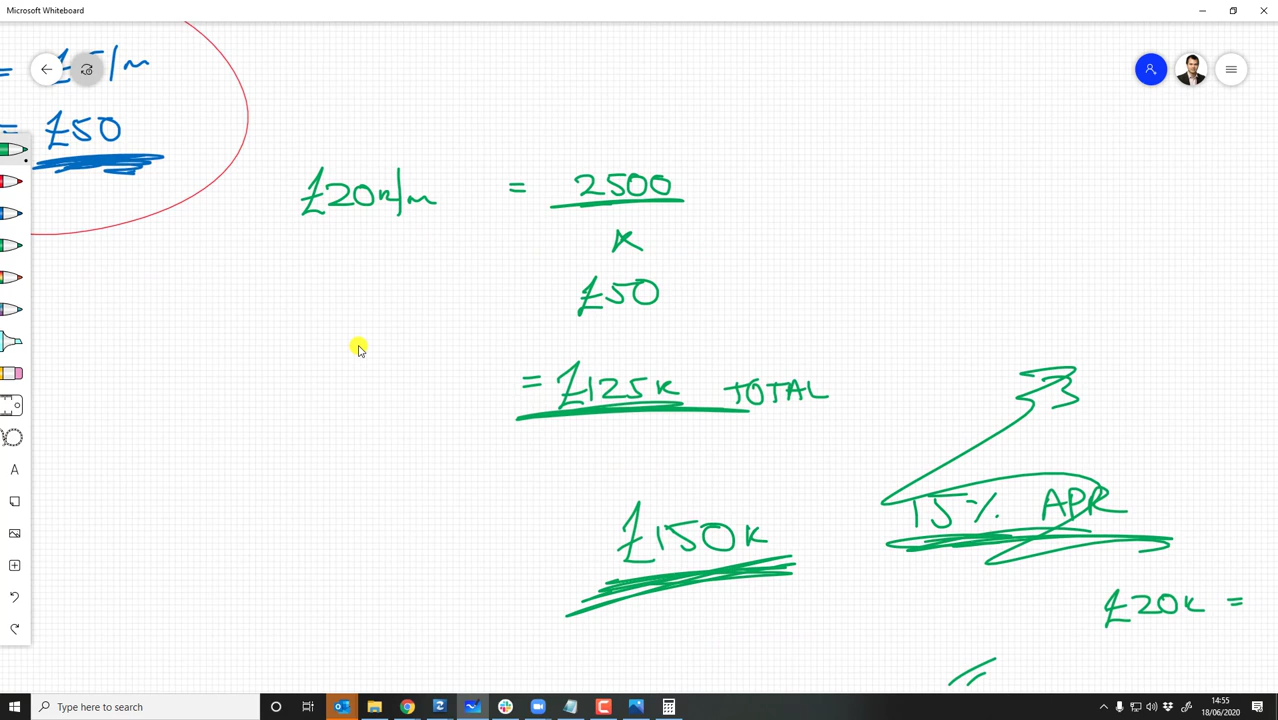 Microsoft Whiteboard
=
/m
= £50
£20K/m = 2500
x
£50
= £125K TOTAL
£150K
15% APR
£20K =
A
Type here to search
14:55
18/06/2020